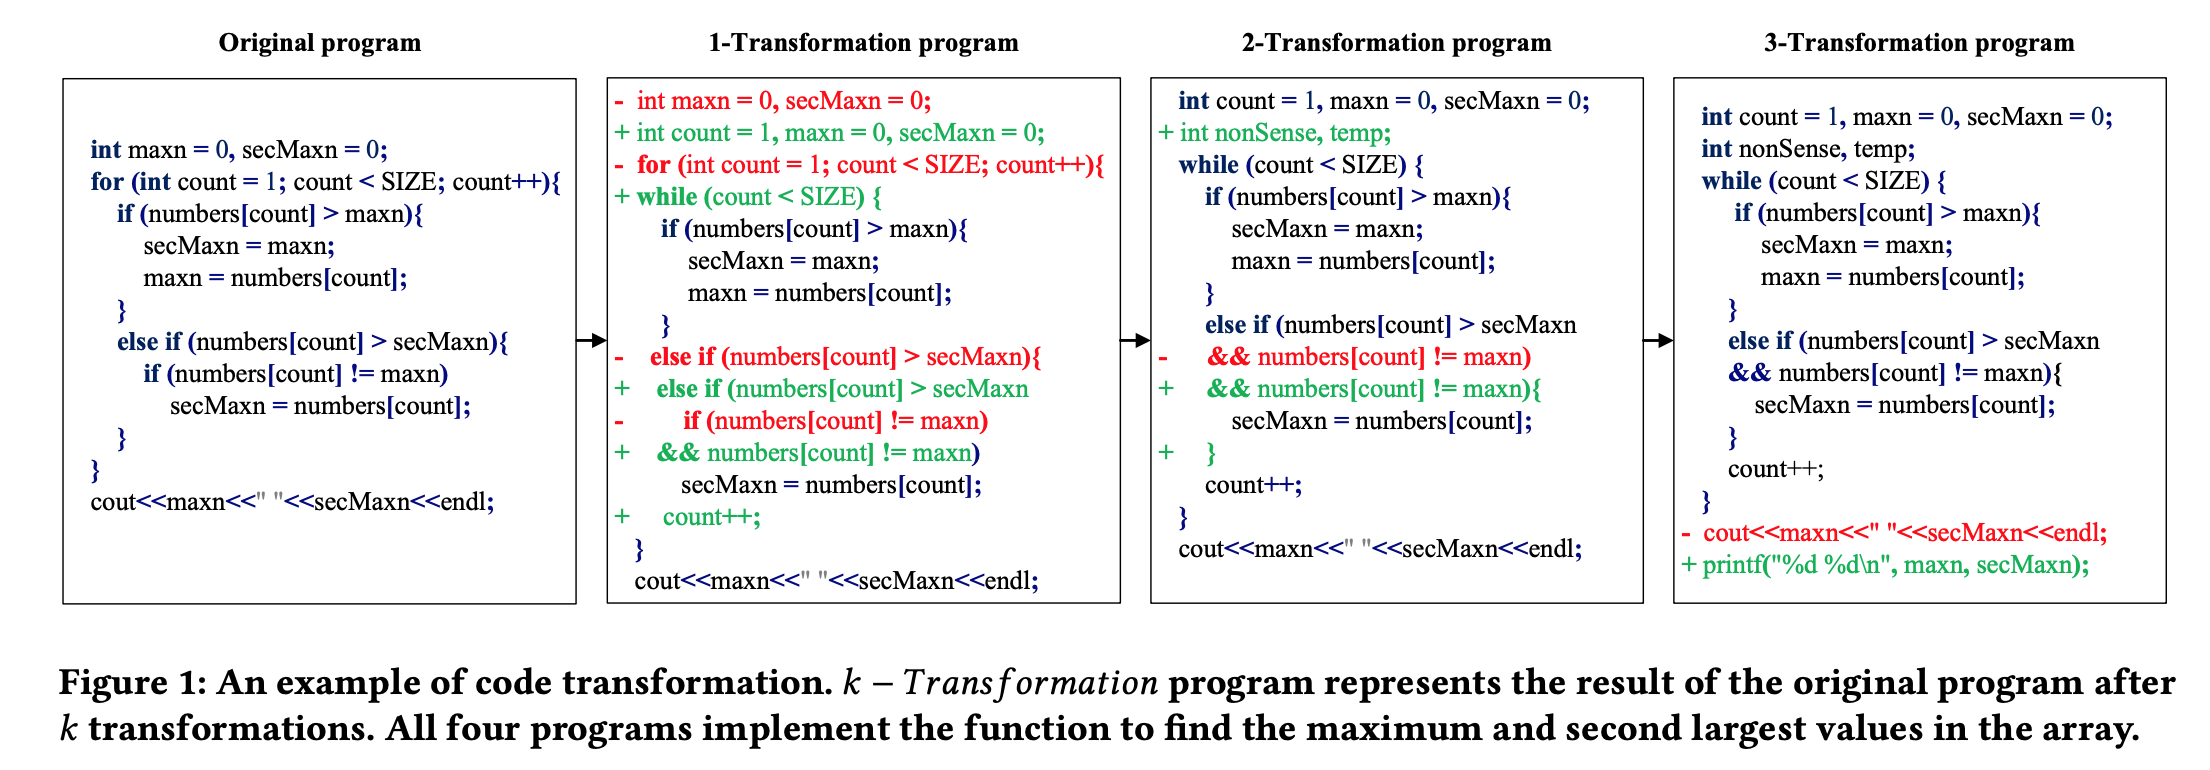 Original program
int maxn = 0, secMaxn = 0;
for (int count = 1; count < SIZE; count++){
if (numbers[count] > maxn){
secMaxn = maxn;
maxn = numbers[count];
}
else if (numbers[count] > secMaxn){
if (numbers[count] != maxn)
secMaxn = numbers[count];
}
}
cout<<maxn<<" "<<secMaxn<<endl;
1-Transformation program
- int maxn = 0, secMaxn = 0;
+ int count = 1, maxn = 0, secMaxn = 0;
- for (int count = 1; count < SIZE; count++){
+ while (count < SIZE) {
if (numbers[count] > maxn){
secMaxn = maxn;
maxn = numbers[count];
}
- else if (numbers[count] > secMaxn){
+ else if (numbers[count] > secMaxn
- if (numbers[count] != maxn)
+ && numbers[count] != maxn)
secMaxn = numbers[count];
+ count++;
}
cout<<maxn<<" "<<secMaxn<<endl;
2-Transformation program
int count = 1, maxn = 0, secMaxn = 0;
+ int nonSense, temp;
while (count < SIZE) {
if (numbers[count] > maxn){
secMaxn = maxn;
maxn = numbers[count];
}
else if (numbers[count] > secMaxn
- && numbers[count] != maxn)
+ && numbers[count] != maxn){
secMaxn = numbers[count];
+ }
count++;
}
cout<<maxn<<" "<<secMaxn<<endl;
3-Transformation program
int count = 1, maxn = 0, secMaxn = 0;
int nonSense, temp;
while (count < SIZE) {
if (numbers[count] > maxn){
secMaxn = maxn;
maxn = numbers[count];
}
else if (numbers[count] > secMaxn
&& numbers[count] != maxn){
secMaxn = numbers[count];
}
count++;
}
- cout<<maxn<<" "<<secMaxn<<endl;
+ printf("%d %d\n", maxn, secMaxn);
Figure 1: An example of code transformation. k − Transformation program represents the result of the original program after
k transformations. All four programs implement the function to find the maximum and second largest values in the array.